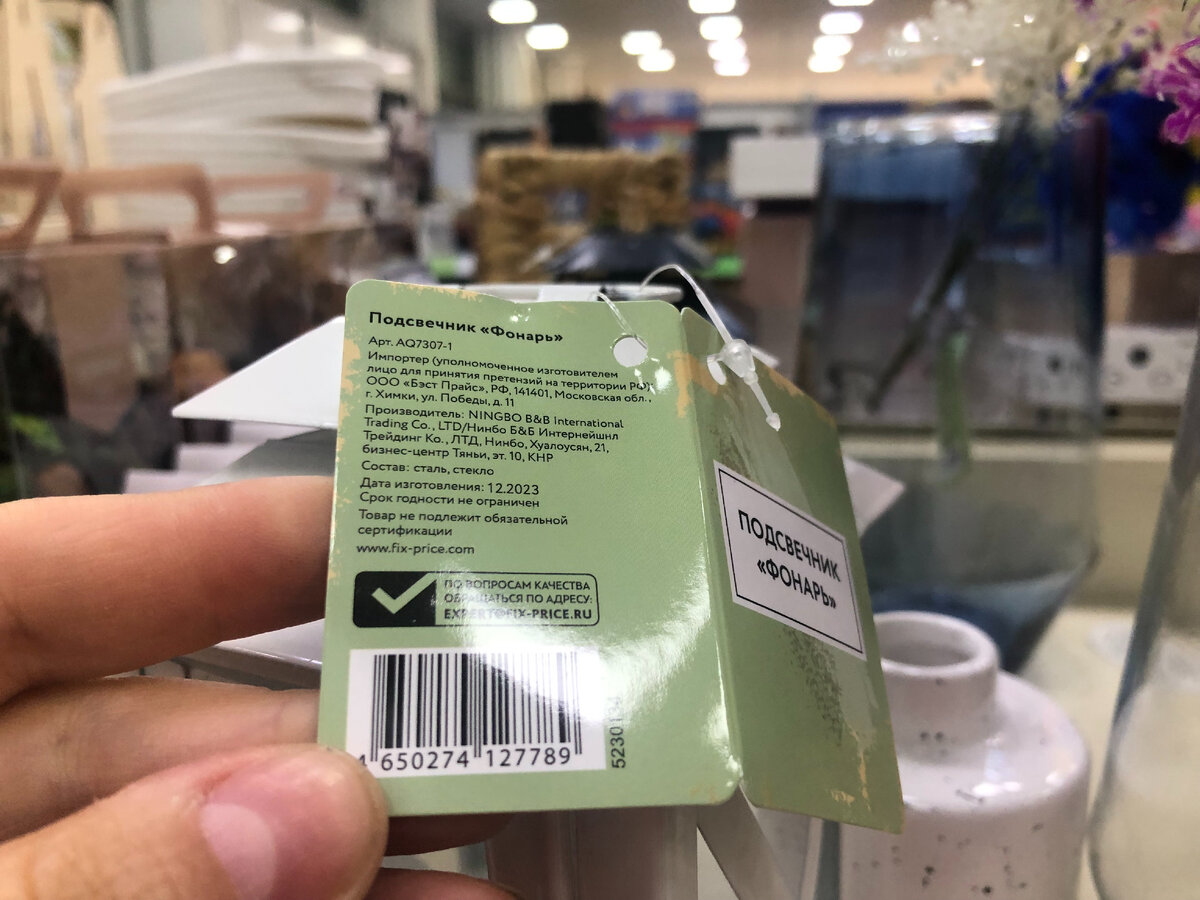 Подсвечник «Фонарь»
Арт. AQ7307-1
Импортер (уполномоченное изготовителем
лицо для принятия претензий на территории РФ):
ООО «Бэст Прайс», РФ, 141401, Московская обл.,
г. Химки, ул. Победы, д. 11
Производитель: NINGBO B&B International
Trading Co., LTD/Нинбо Б&Б Интернейшнл
Трейдинг Ко., ЛТД, Нинбо, Хуалоусян, 21,
бизнес-центр Тяньи, эт. 10, КНР
Состав: сталь, стекло
Дата изготовления: 12.2023
Срок годности не ограничен
Товар не подлежит обязательной
сертификации
www.fix-price.com
ПО ВОПРОСАМ КАЧЕСТВА
ОБРАЩАТЬСЯ ПО АДРЕСУ:
EXPERT@FIX-PRICE.RU
4 650274 127789
ПОДСВЕЧНИК
«ФОНАРЬ»